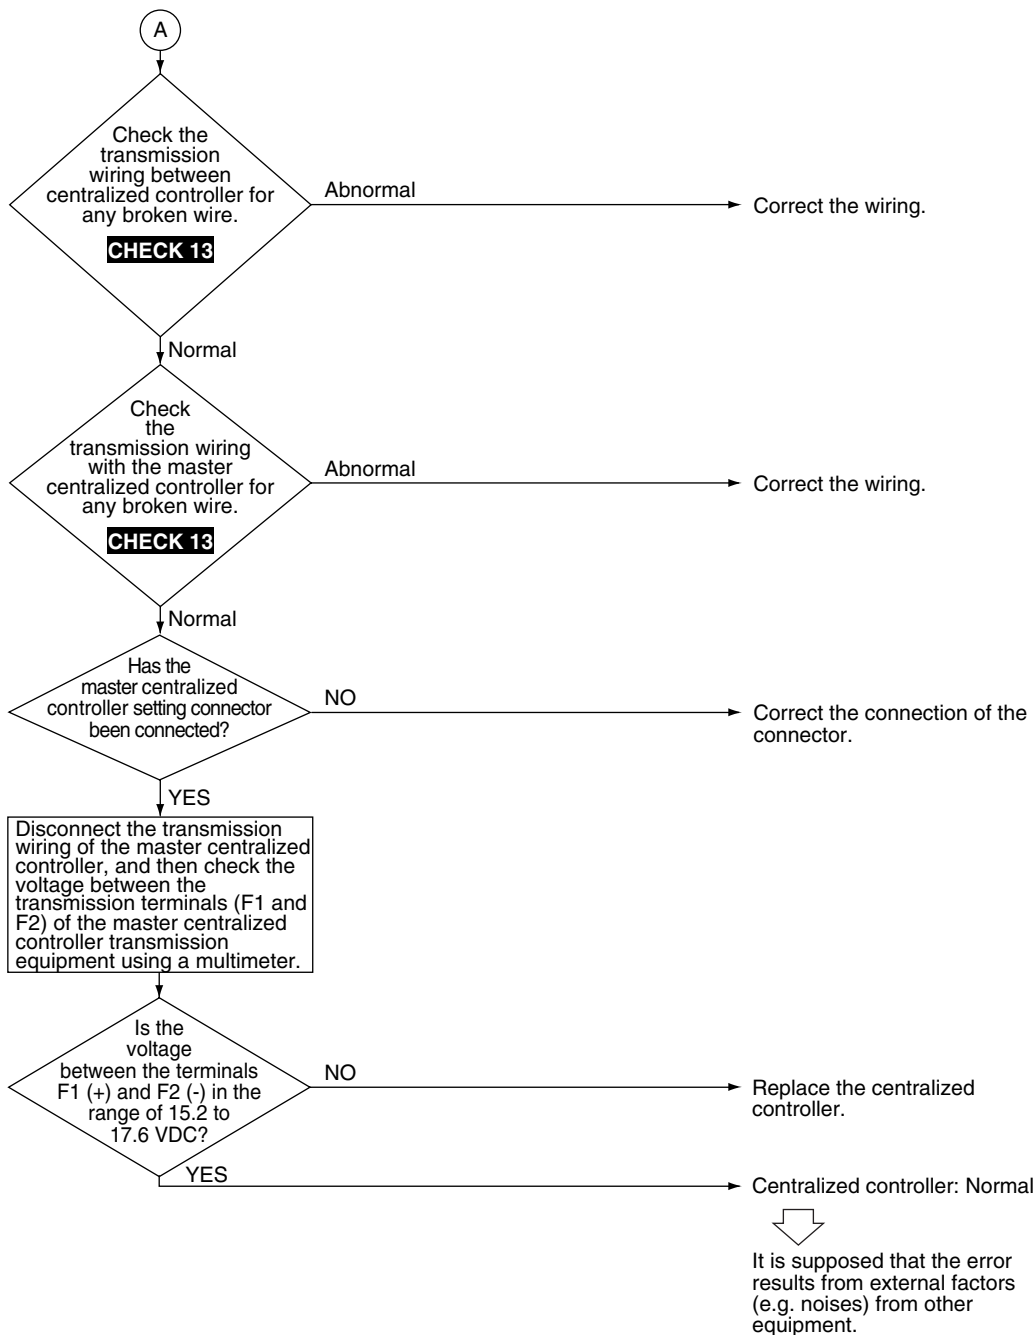 A
Check the
transmission
wiring between
centralized controller for
any broken wire.
CHECK 13
Abnormal
Correct the wiring.
Normal
Check
the
transmission wiring
with the master
centralized controller for
any broken wire.
CHECK 13
Abnormal
Correct the wiring.
Normal
Has the
master centralized
controller setting connector
been connected?
NO
Correct the connection of the
connector.
YES
Disconnect the transmission
wiring of the master centralized
controller, and then check the
voltage between the
transmission terminals (F1 and
F2) of the master centralized
controller transmission
equipment using a multimeter.
Is the
voltage
between the terminals
F1 (+) and F2 (-) in the
range of 15.2 to
17.6 VDC?
NO
Replace the centralized
controller.
YES
Centralized controller: Normal
It is supposed that the error
results from external factors
(e.g. noises) from other
equipment.